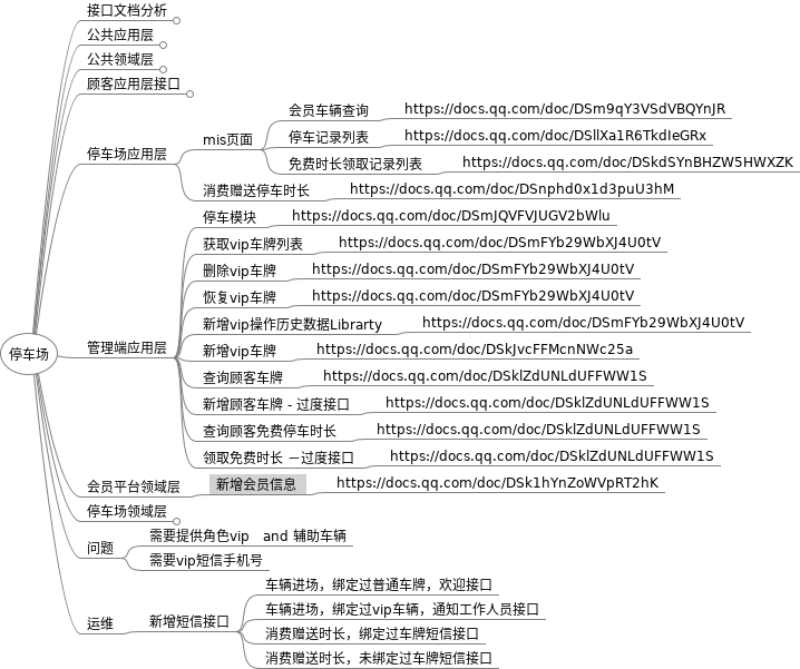 接口文档分析
公共应用层
公共领域层
顾客应用层接口
停车场应用层
mis页面
会员车辆查询 https://docs.qq.com/doc/DSm9qY3VSdVBQYnJR
停车记录列表 https://docs.qq.com/doc/DSllXa1R6TkdIeGRx
免费时长领取记录列表 https://docs.qq.com/doc/DSkdSYnBHZW5HWXZK
消费赠送停车时长 https://docs.qq.com/doc/DSnphd0x1d3puU3hM
停车场
管理端应用层
停车模块 https://docs.qq.com/doc/DSmJQVFVJUGV2bWlu
获取vip车牌列表 https://docs.qq.com/doc/DSmFYb29WbXJ4U0tV
删除vip车牌 https://docs.qq.com/doc/DSmFYb29WbXJ4U0tV
恢复vip车牌 https://docs.qq.com/doc/DSmFYb29WbXJ4U0tV
新增vip操作历史数据Librarty https://docs.qq.com/doc/DSmFYb29WbXJ4U0tV
新增vip车牌 https://docs.qq.com/doc/DSkJvcFFMcnNWc25a
查询顾客车牌 https://docs.qq.com/doc/DSklZdUNLdUFFWW1S
新增顾客车牌 - 过度接口 https://docs.qq.com/doc/DSklZdUNLdUFFWW1S
查询顾客免费停车时长 https://docs.qq.com/doc/DSklZdUNLdUFFWW1S
领取免费时长 －过度接口 https://docs.qq.com/doc/DSklZdUNLdUFFWW1S
会员平台领域层
新增会员信息 https://docs.qq.com/doc/DSk1hYnZoWVpRT2hK
停车场领域层
问题
需要提供角色vip and 辅助车辆
需要vip短信手机号
运维
新增短信接口
车辆进场，绑定过普通车牌，欢迎接口
车辆进场，绑定过vip车辆，通知工作人员接口
消费赠送时长，绑定过车牌短信接口
消费赠送时长，未绑定过车牌短信接口